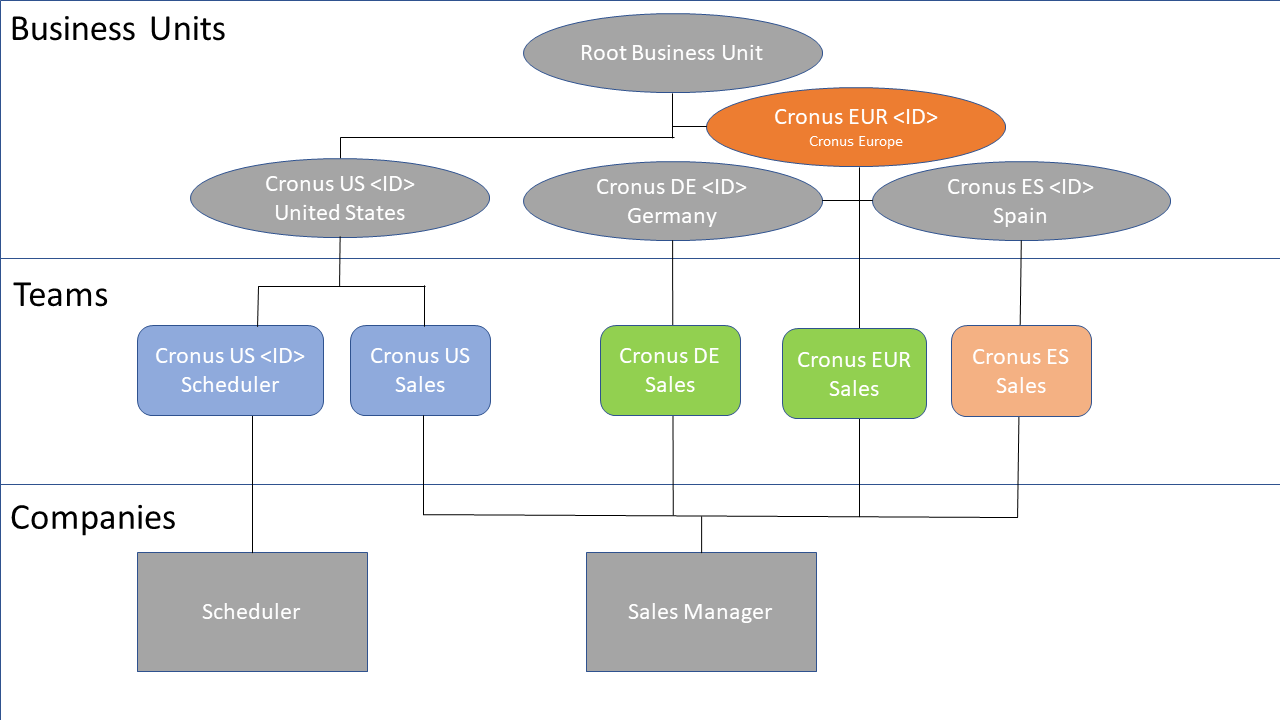 Business Units
Root Business Unit
Cronus EUR <ID>
Cronus Europe
Cronus US <ID>
United States
Cronus DE <ID>
Germany
Cronus ES <ID>
Spain
Teams
Cronus US <ID>
Scheduler
Cronus US
Sales
Cronus DE
Sales
Cronus EUR
Sales
Cronus ES
Sales
Companies
Scheduler
Sales Manager